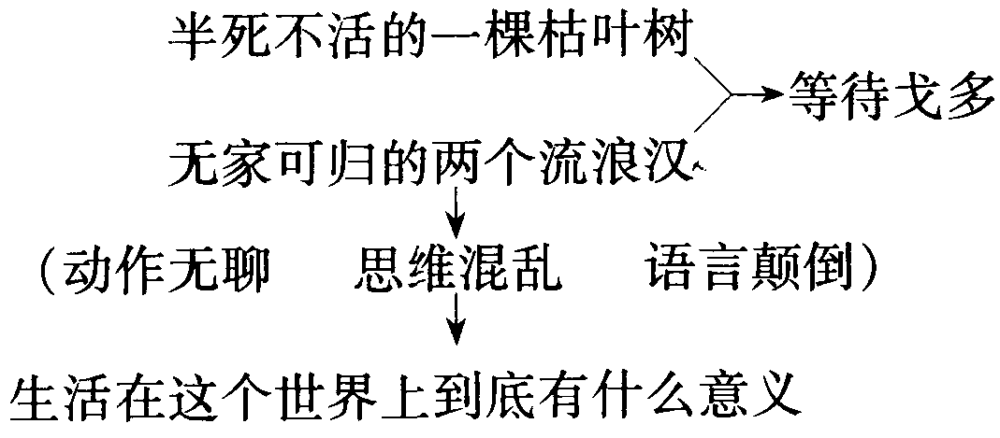 半死不活的一棵枯叶树
等待戈多
无家可归的两个流浪汉
（动作无聊 思维混乱 语言颠倒）
生活在这个世界上到底有什么意义